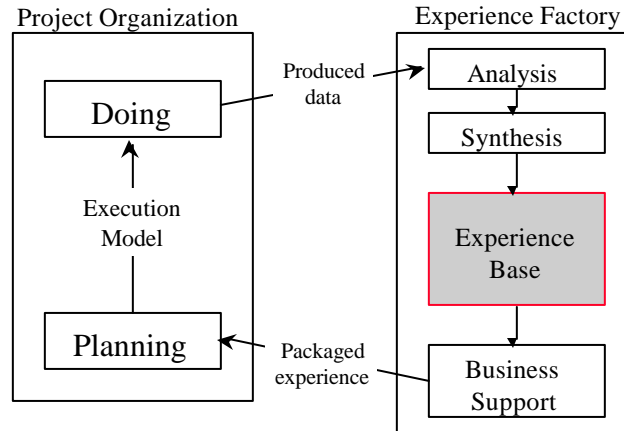 Project Organization
Doing
Execution
Model
Planning
Produced
data
Packaged
experience
Experience Factory
Analysis
Synthesis
Experience
Base
Business
Support